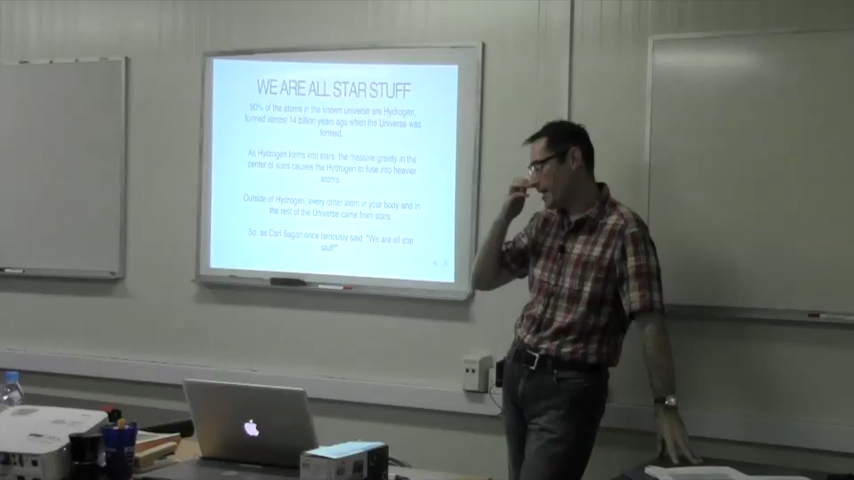 WE ARE ALL STAR STUFF
90% of the atoms in the known universe are Hydrogen,
formed almost 14 billion years ago when the Universe was
formed.
As Hydrogen forms into stars, the massive gravity in the
center of stars causes the Hydrogen to fuse into heavier
atoms.
Outside of Hydrogen, every other atom in your body and in
the rest of the Universe came from stars.
So, as Carl Sagan once famously said, "We are all star
stuff"